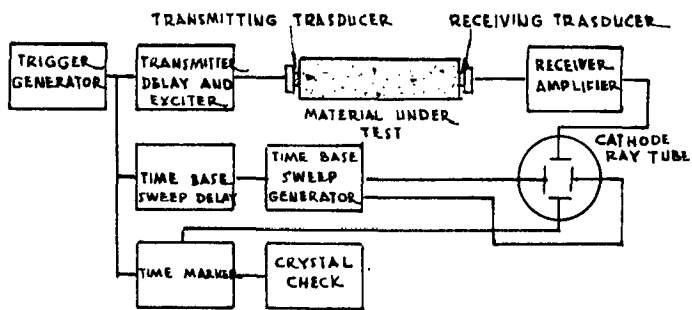 TRANSMITTING TRASDUCER
RECEIVING TRASDUCER
TRIGGER
GENERATOR
TRANSMITTER
DELAY AND
EXCITER
MATERIAL UNDER
TEST
RECEIVER
AMPLIFIER
CATHODE
RAY TUBE
TIME BASE
SWEEP DELAY
TIME BASE
SWEEP
GENERATOR
TIME MARKER
CRYSTAL
CHECK